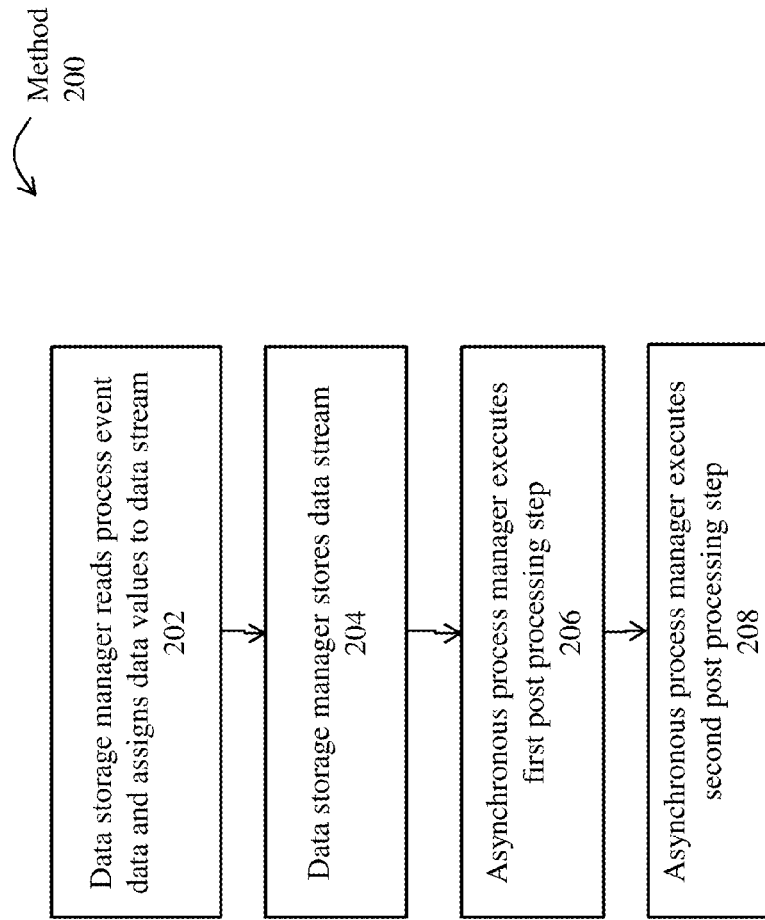 Method
200
Data storage manager reads process event
data and assigns data values to data stream
202
Data storage manager stores data stream
204
Asynchronous process manager executes
first post processing step
206
Asynchronous process manager executes
second post processing step
208